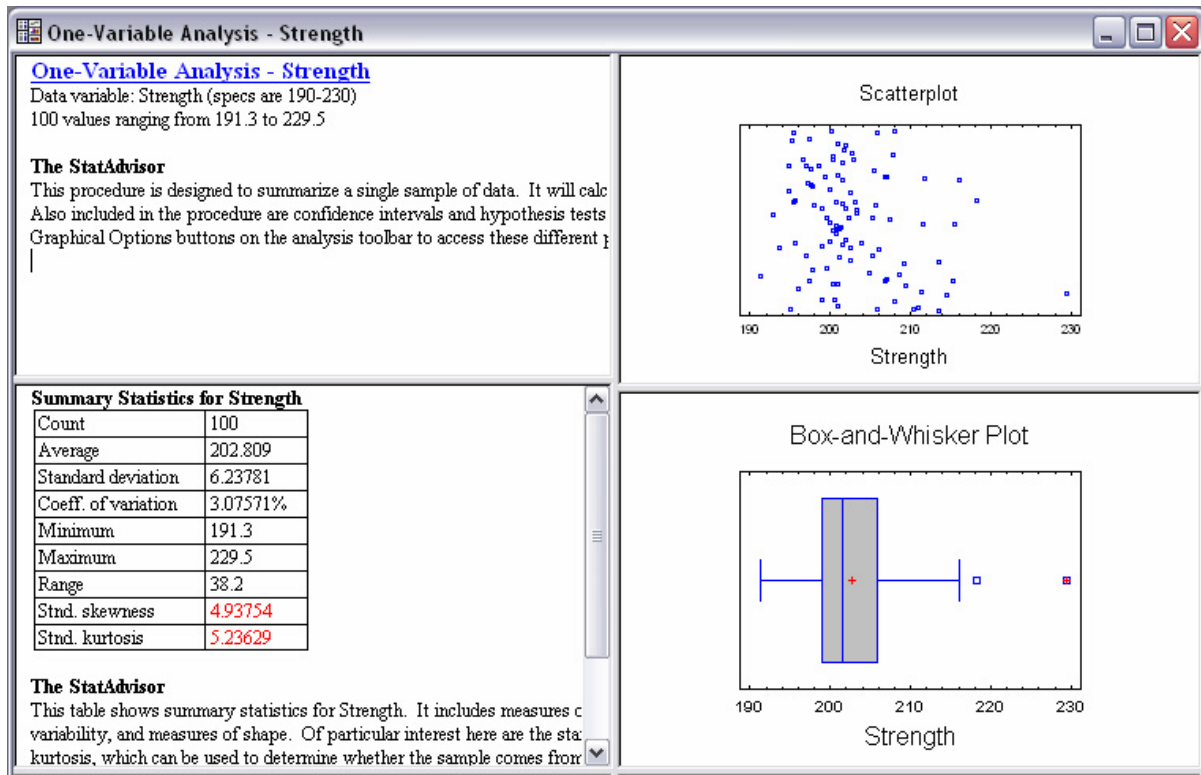 One-Variable Analysis - Strength
One-Variable Analysis - Strength
Data variable: Strength (specs are 190-230)
100 values ranging from 191.3 to 229.5
The StatAdvisor
This procedure is designed to summarize a single sample of data. It will calc
Also included in the procedure are confidence intervals and hypothesis tests
Graphical Options buttons on the analysis toolbar to access these different
Scatterplot
190 200 210 220 230
Strength
Summary Statistics for Strength
Count 100
Average 202.809
Standard deviation 6.23781
Coeff. of variation 3.07571%
Minimum 191.3
Maximum 229.5
Range 38.2
Stnd. skewness 4.93754
Stnd. kurtosis 5.23629
The StatAdvisor
This table shows summary statistics for Strength. It includes measures
variability, and measures of shape. Of particular interest here are the sta
kurtosis, which can be used to determine whether the sample comes from
Box-and-Whisker Plot
190 200 210 220 230
Strength